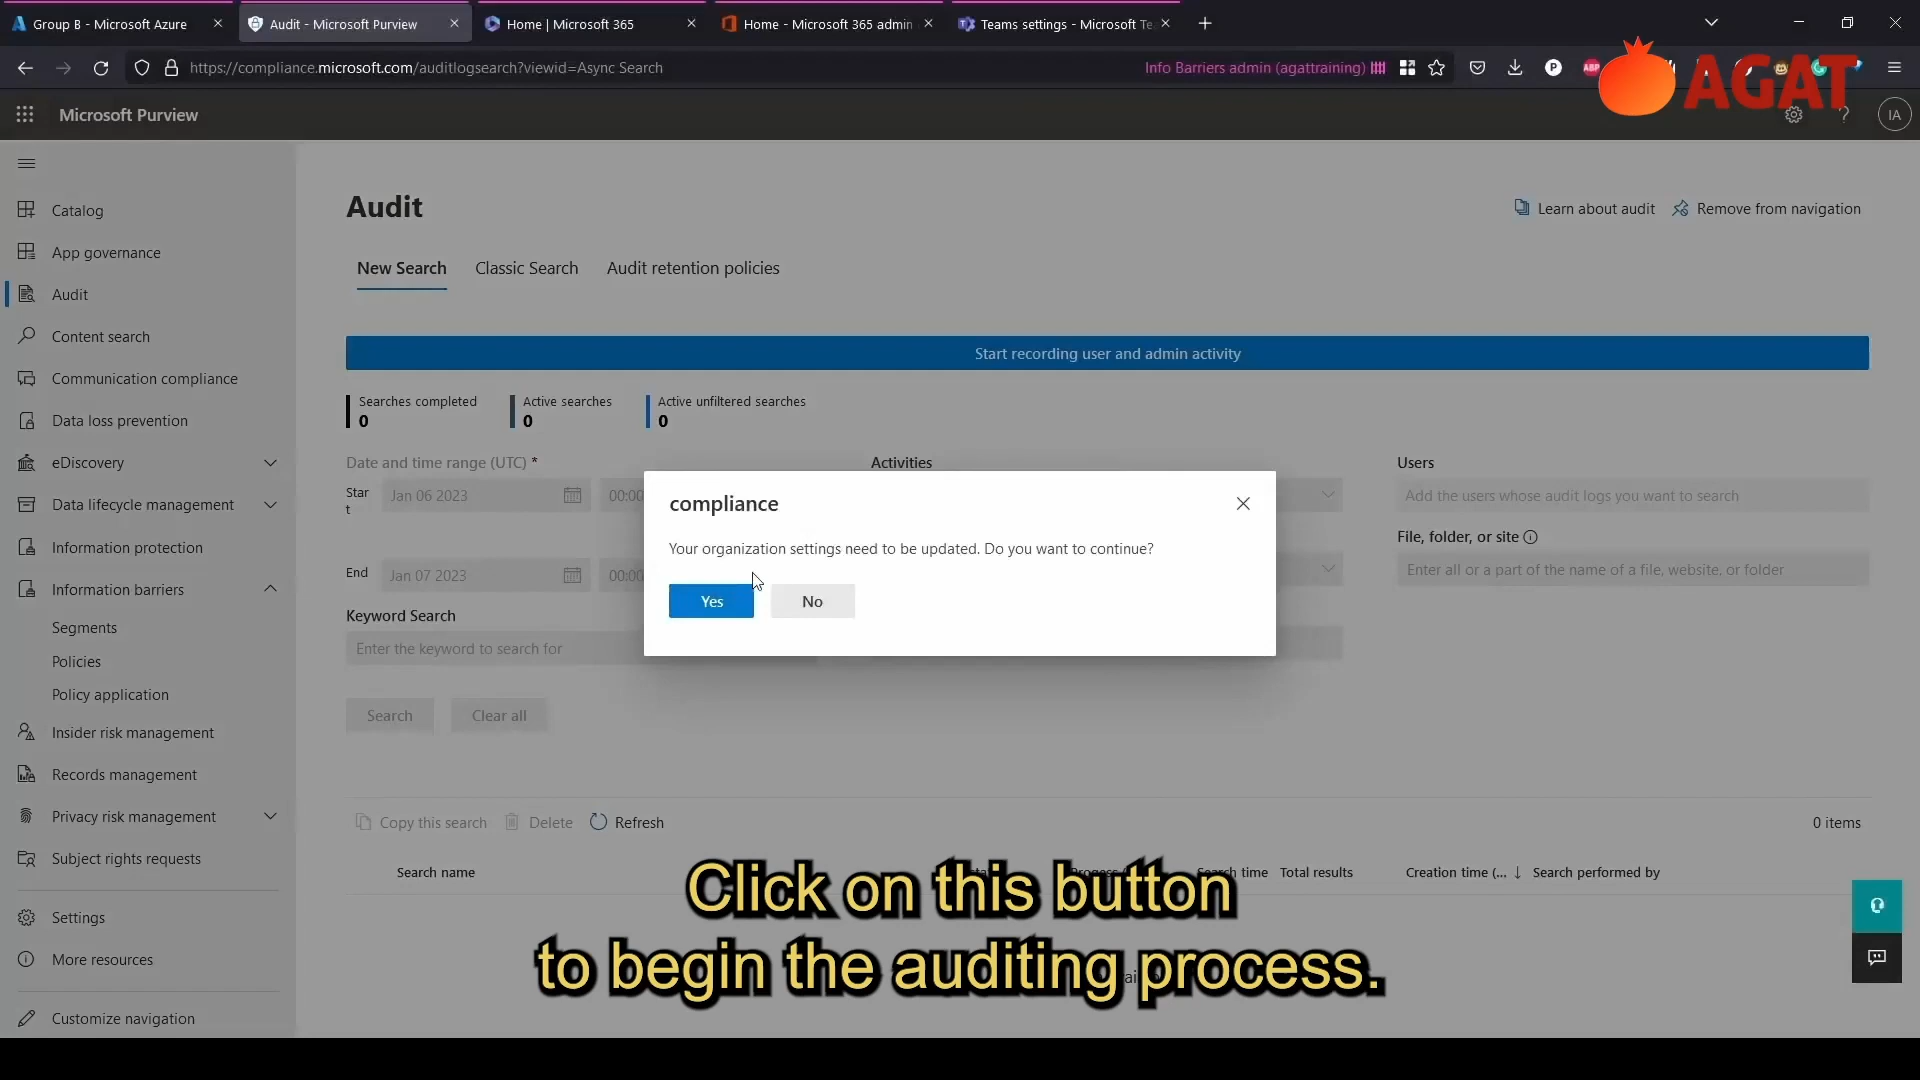 Group B - Microsoft Azure
Audit - Microsoft Purview
Home | Microsoft 365
Home - Microsoft 365 admin
Teams settings - Microsoft Te
https://compliance.microsoft.com/auditlogsearch?viewid=Async Search
Info Barriers admin (agattraining)
P
ABP
AGAT
Microsoft Purview
?
IA
Catalog
App governance
Audit
Content search
Communication compliance
Data loss prevention
eDiscovery
Data lifecycle management
Information protection
Information barriers
Segments
Policies
Policy application
Insider risk management
Records management
Privacy risk management
Subject rights requests
Settings
More resources
Customize navigation
Audit
Learn about audit
Remove from navigation
New Search
Classic Search
Audit retention policies
Start recording user and admin activity
Searches completed
0
Active searches
0
Active unfiltered searches
0
Date and time range (UTC) *
Star
t
Jan 06 2023
00:00
End
Jan 07 2023
00:00
Keyword Search
Enter the keyword to search for
Activities
Users
Add the users whose audit logs you want to search
File, folder, or site
Enter all or a part of the name of a file, website, or folder
Search
Clear all
compliance
Your organization settings need to be updated. Do you want to continue?
Yes
No
Copy this search
Delete
Refresh
0 items
Search name
Search time
Total results
Creation time (... ↓
Search performed by
Click on this button
to begin the auditing process.